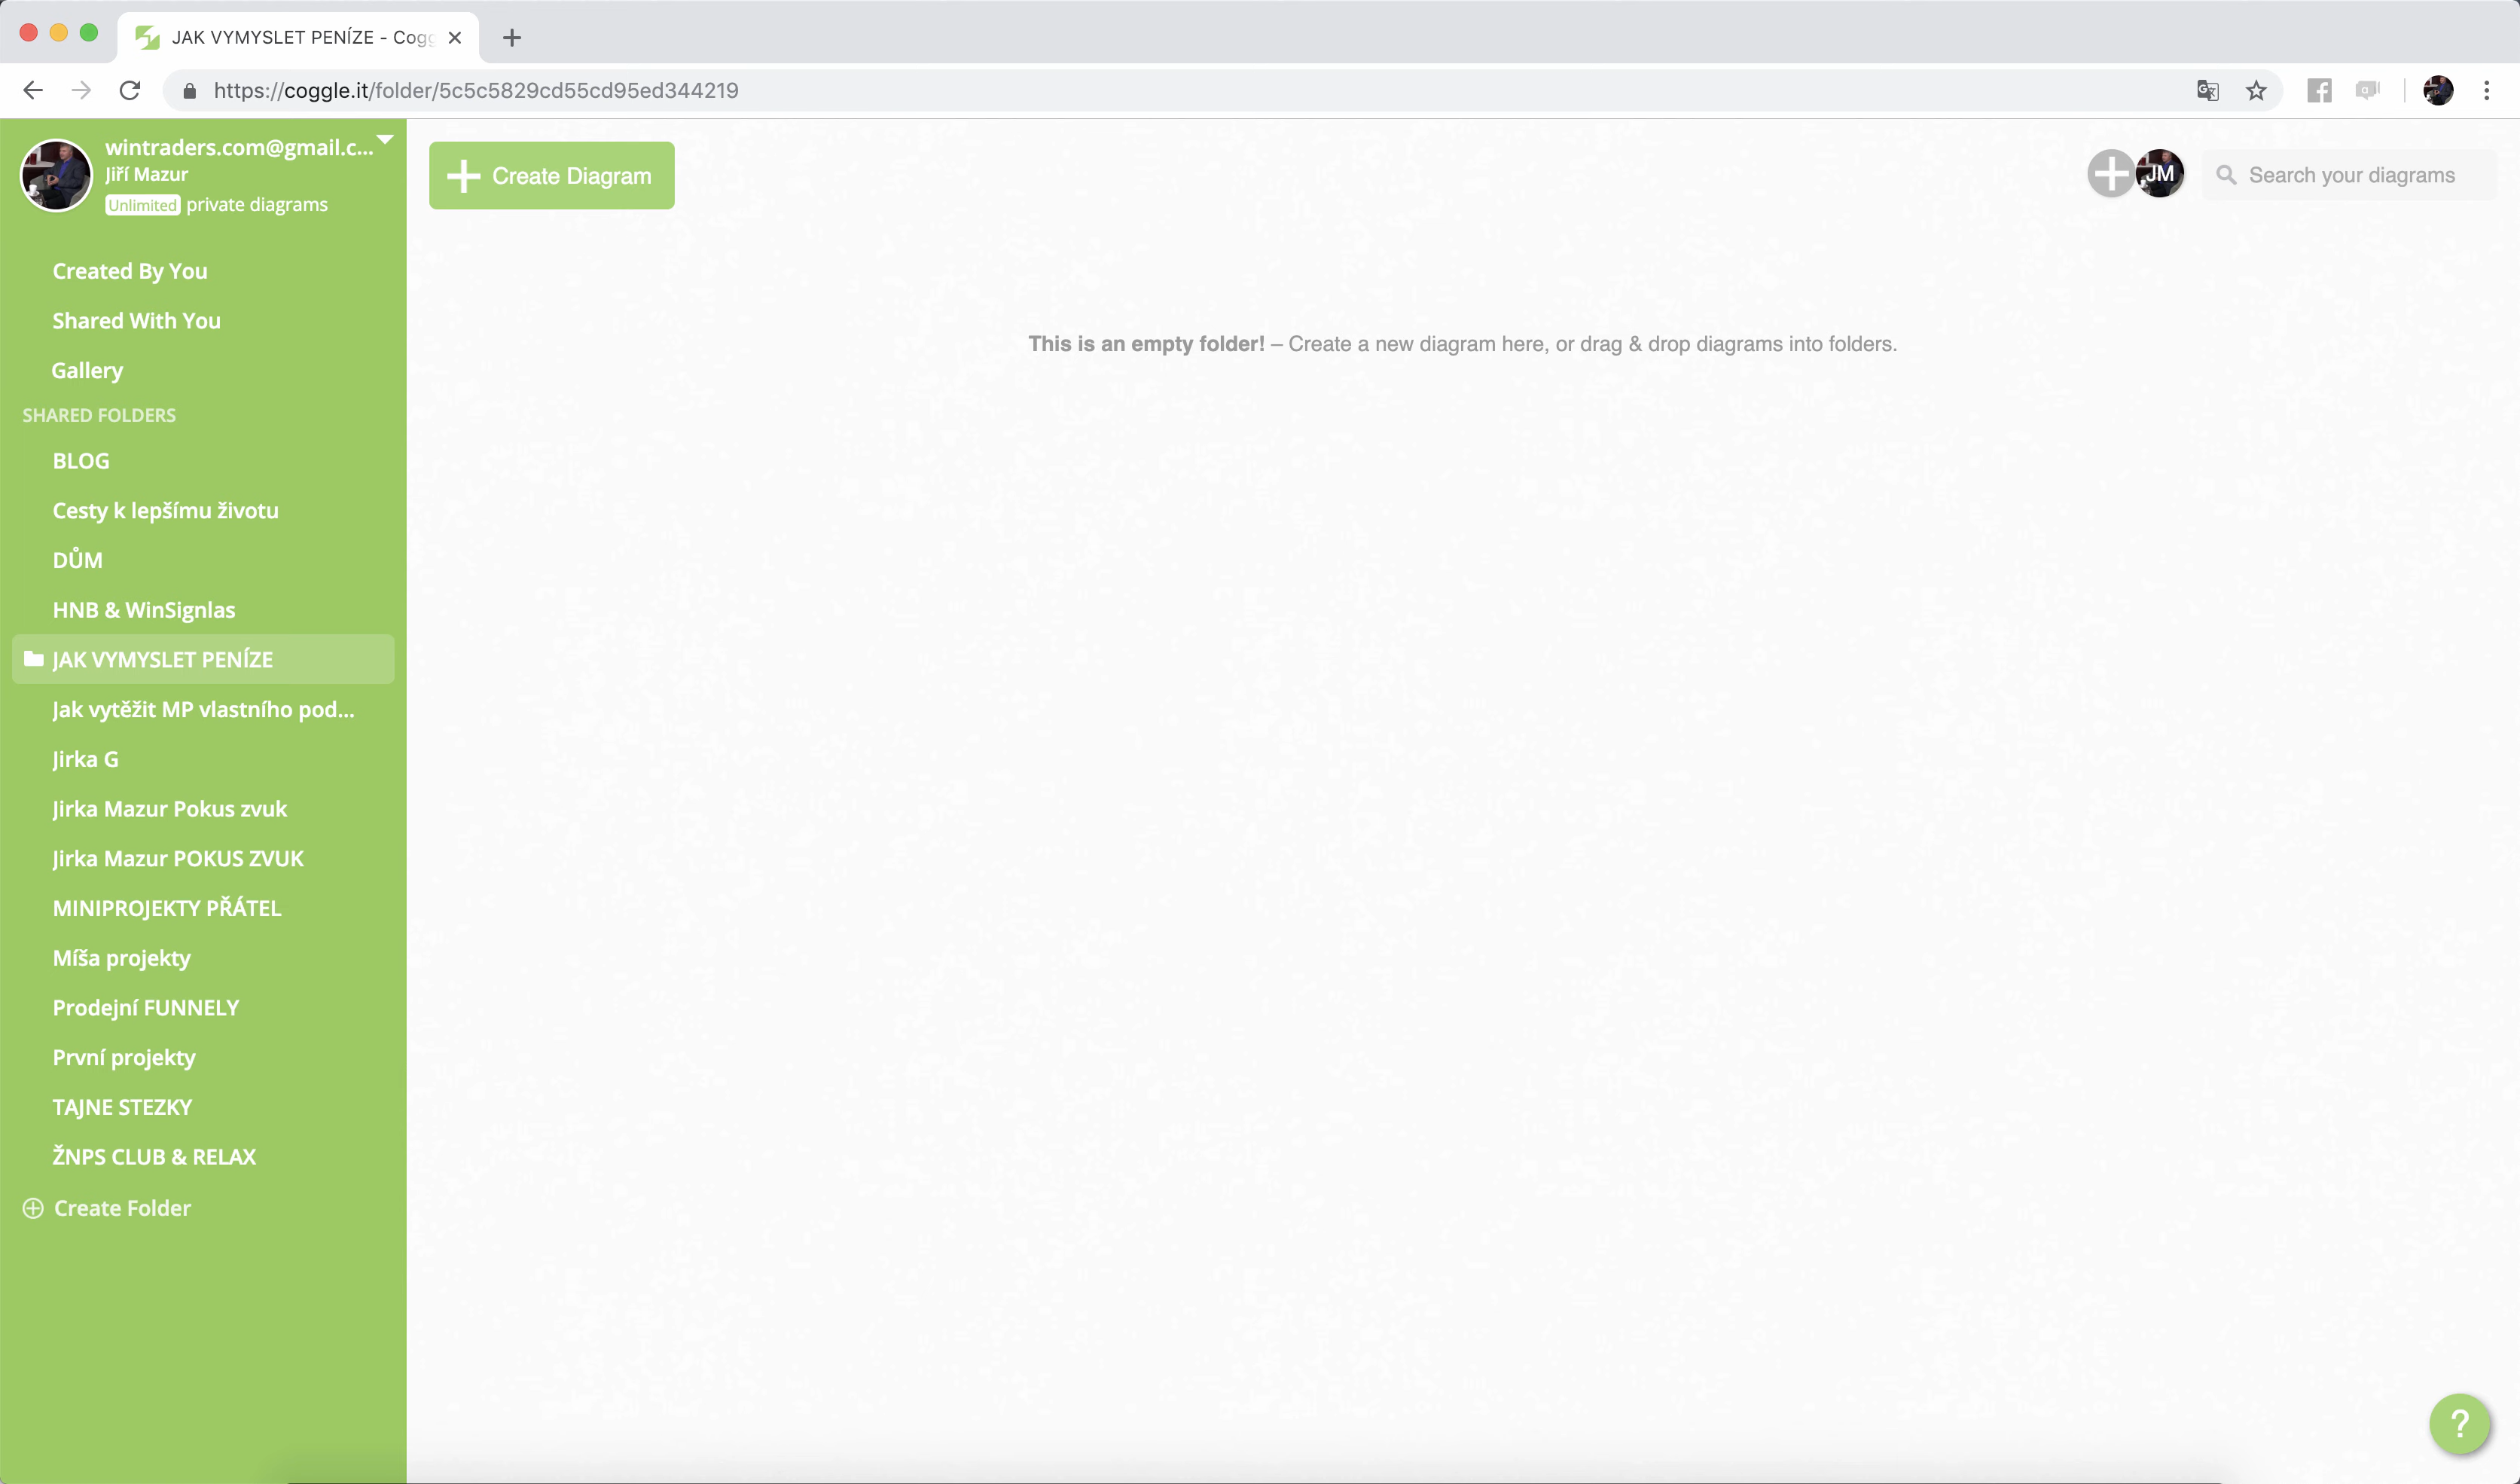 JAK VYMYSLET PENÍZE - Cogg
https://coggle.it/folder/5c5c5829cd55cd95ed344219
wintraders.com@gmail.c...
Jiří Mazur
Unlimited private diagrams
Create Diagram
JM
Search your diagrams
Created By You
Shared With You
Gallery
This is an empty folder! – Create a new diagram here, or drag & drop diagrams into folders.
SHARED FOLDERS
BLOG
Cesty k lepšímu životu
DŮM
HNB & WinSignlas
JAK VYMYSLET PENÍZE
Jak vytěžit MP vlastního pod...
Jirka G
Jirka Mazur Pokus zvuk
Jirka Mazur POKUS ZVUK
MINIPROJEKTY PŘÁTEL
Míša projekty
Prodejní FUNNELY
První projekty
TAJNE STEZKY
ŽNPS CLUB & RELAX
Create Folder
?